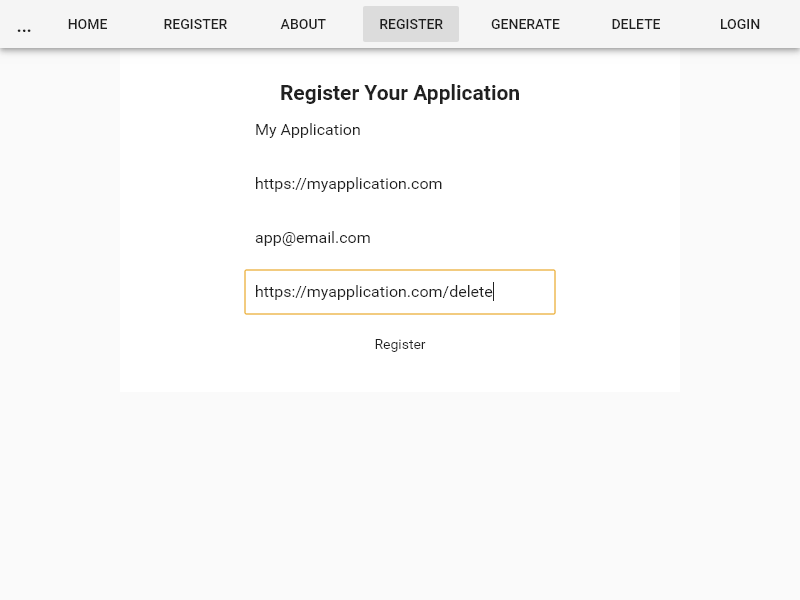 ... HOME REGISTER ABOUT REGISTER GENERATE DELETE LOGIN
Register Your Application
My Application
https://myapplication.com
app@email.com
https://myapplication.com/delete
Register